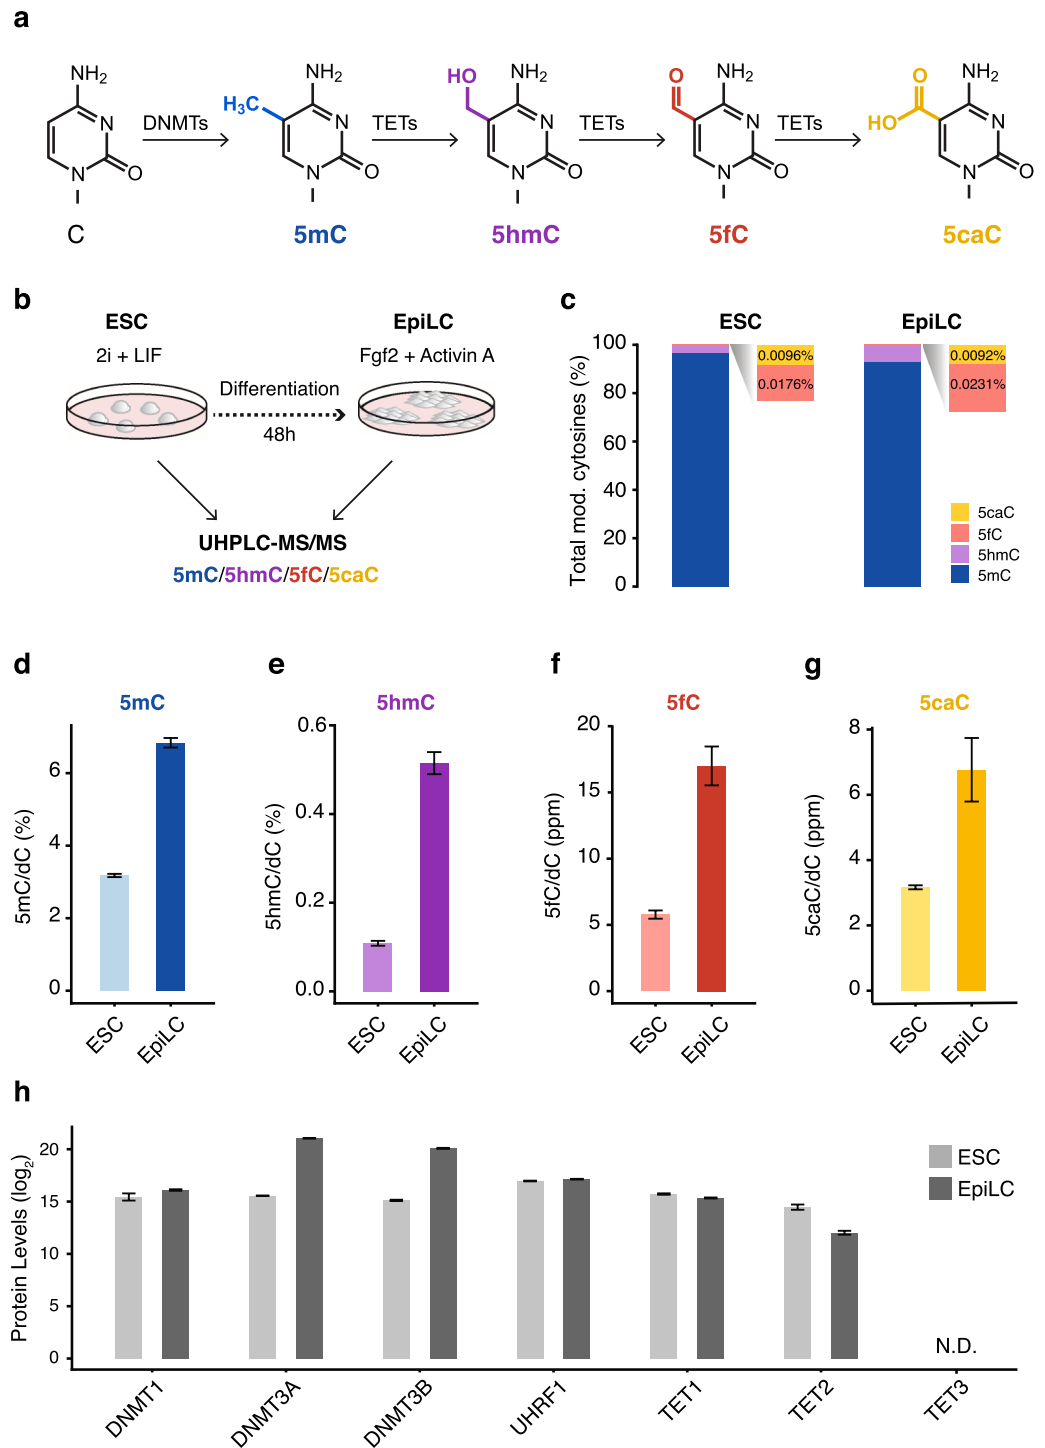 a
NH₂
N
N
O
C
DNMTs
H₃C
NH₂
N
N
O
5mC
TETs
HO
NH₂
N
N
O
5hmC
TETs
O
NH₂
N
N
O
5fC
TETs
O
HO
NH₂
N
N
O
5caC
b
ESC
2i + LIF
Differentiation
48h
EpiLC
Fgf2 + Activin A
UHPLC-MS/MS
5mC/5hmC/5fC/5caC
c
ESC
EpiLC
Total mod. cytosines (%)
100
80
60
40
20
0
0.0096%
0.0176%
0.0092%
0.0231%
5caC
5fC
5hmC
5mC
d
5mC
5mC/dC (%)
6
4
2
0
ESC
EpiLC
e
5hmC
5hmC/dC (%)
0.6
0.4
0.2
0.0
ESC
EpiLC
f
5fC
5fC/dC (ppm)
20
15
10
5
0
ESC
EpiLC
g
5caC
5caC/dC (ppm)
8
6
4
2
0
ESC
EpiLC
h
Protein Levels (log₂)
20
15
10
5
0
ESC
EpiLC
N.D.
DNMT1
DNMT3A
DNMT3B
UHRF1
TET1
TET2
TET3